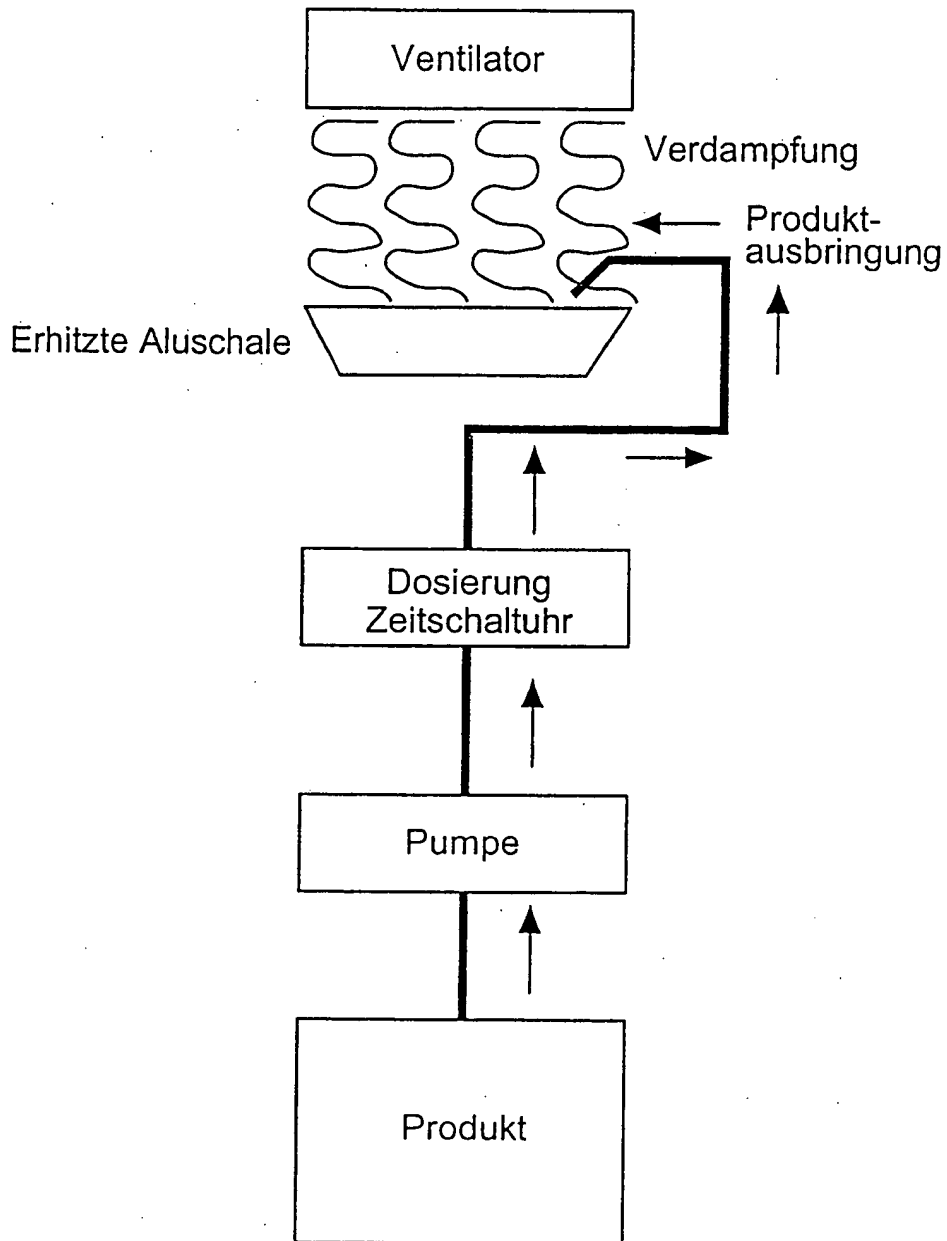 Ventilator
Verdampfung
Produkt-
ausbringung
Erhitzte Aluschale
Dosierung
Zeitschaltuhr
Pumpe
Produkt